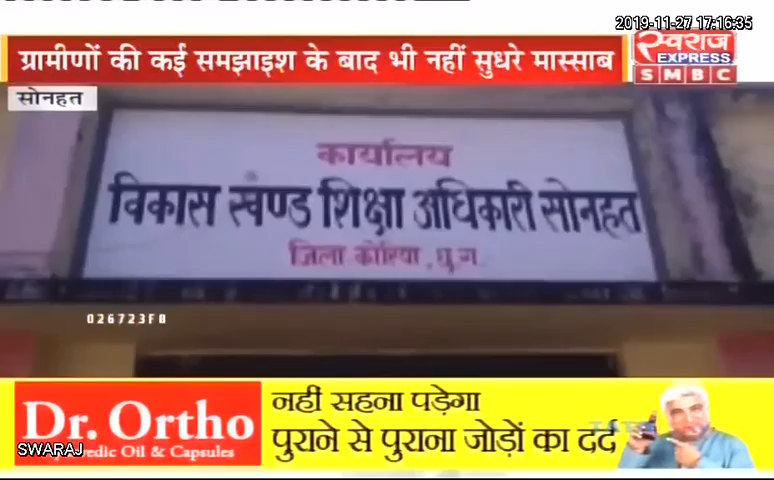 2019-11-27 17:16:35
ग्रामीणों की कई समझाइश के बाद भी नहीं सुधरे मास्साब
स्वराज
EXPRESS
SMBC
सोनहत
कार्यालय
विकास खण्ड शिक्षा अधिकारी सोनहत
जिला कोरिया
026723F8
Dr. Ortho
Oil & Capsules
SWARAJ
नहीं सहना पड़ेगा
पुराने से पुराना जोड़ों का दर्द